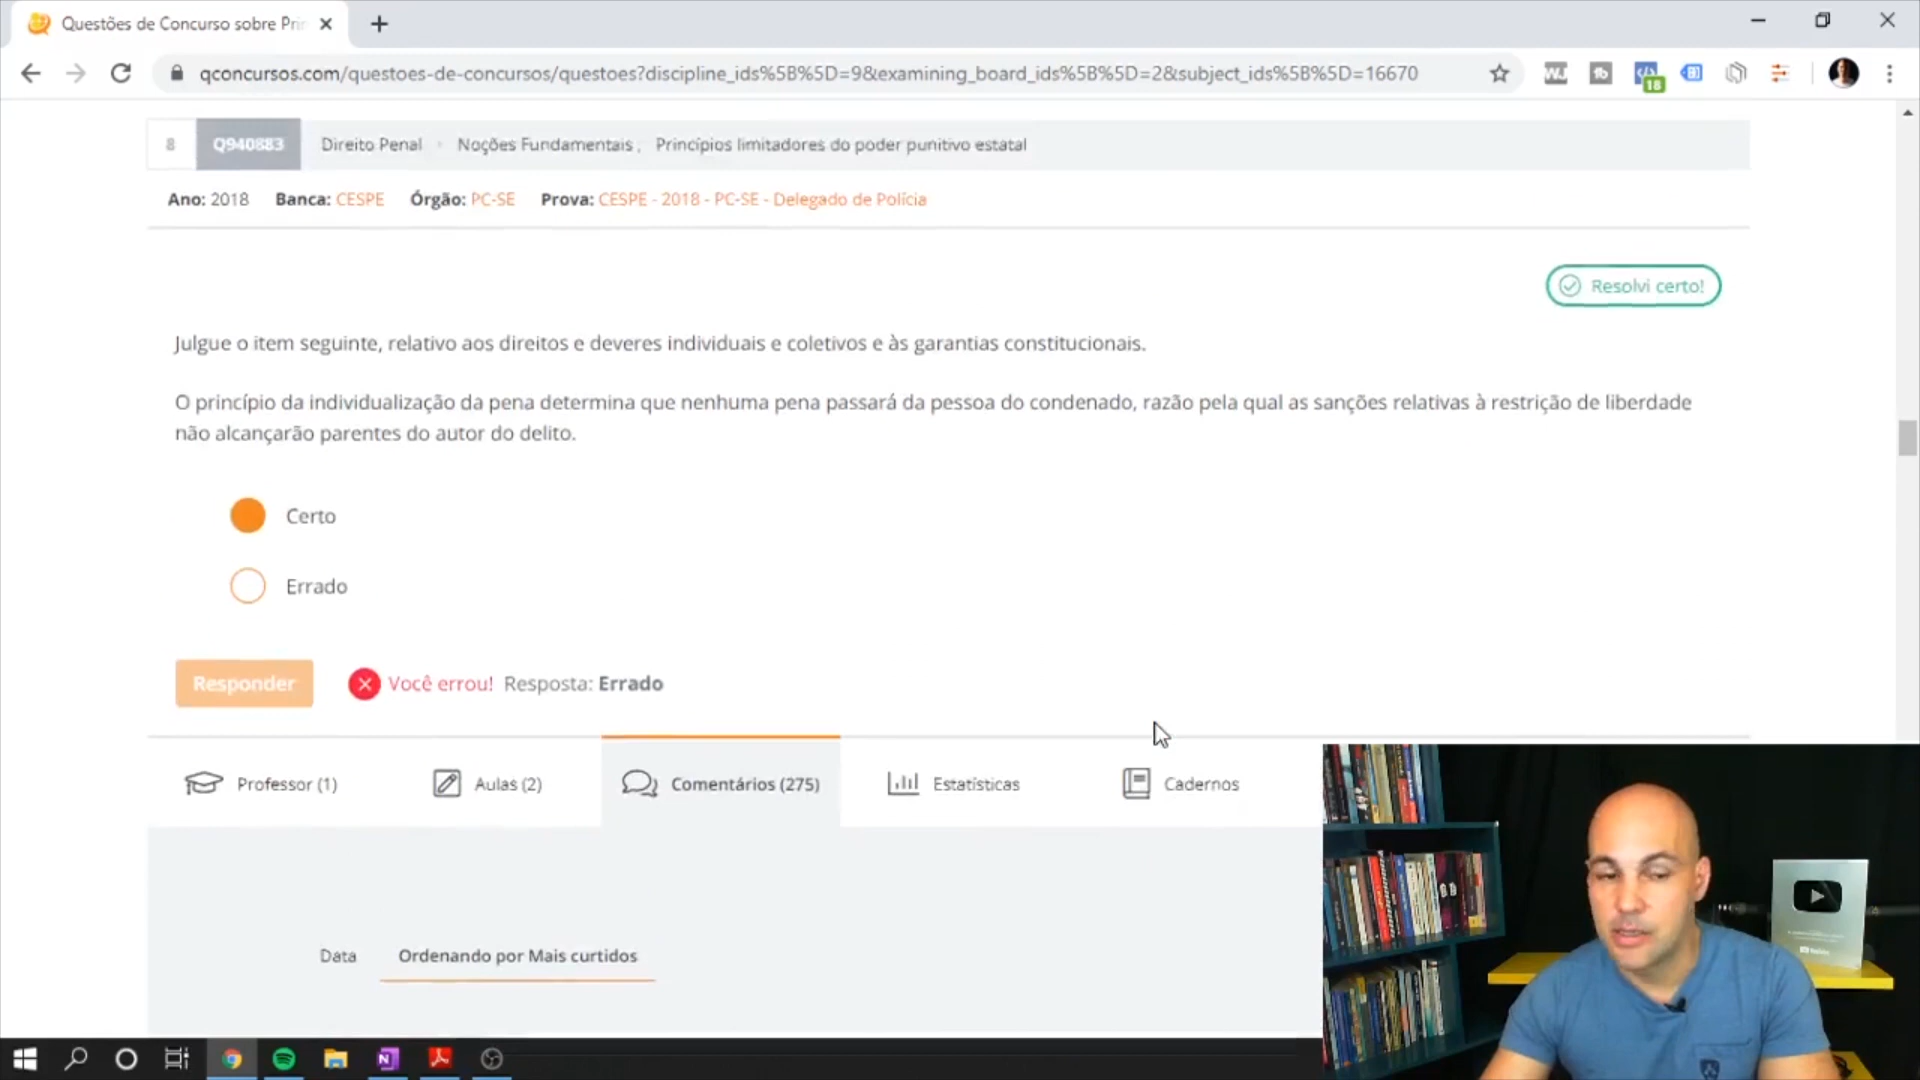 Questões de Concurso sobre Prin
qconcursos.com/questoes-de-concursos/questoes?discipline_ids%5B%5D=9&examining_board_ids%5B%5D=2&subject_ids%5B%5D=16670
18
8 Q940883 Direito Penal Noções Fundamentais , Princípios limitadores do poder punitivo estatal
Ano: 2018 Banca: CESPE Órgão: PC-SE Prova: CESPE - 2018 - PC-SE - Delegado de Polícia
Resolvi certo!
Julgue o item seguinte, relativo aos direitos e deveres individuais e coletivos e às garantias constitucionais.
O princípio da individualização da pena determina que nenhuma pena passará da pessoa do condenado, razão pela qual as sanções relativas à restrição de liberdade
não alcançarão parentes do autor do delito.
Certo
Errado
Responder Você errou! Resposta: Errado
Professor (1) Aulas (2) Comentários (275) Estatísticas Cadernos
Data Ordenando por Mais curtidos